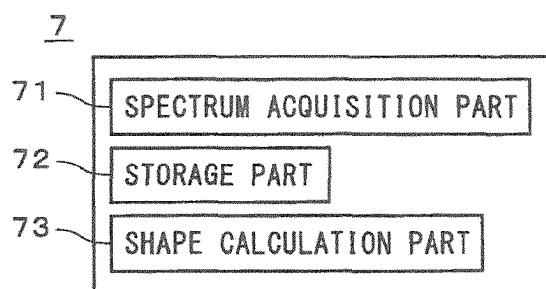 7
71 SPECTRUM ACQUISITION PART
72 STORAGE PART
73 SHAPE CALCULATION PART